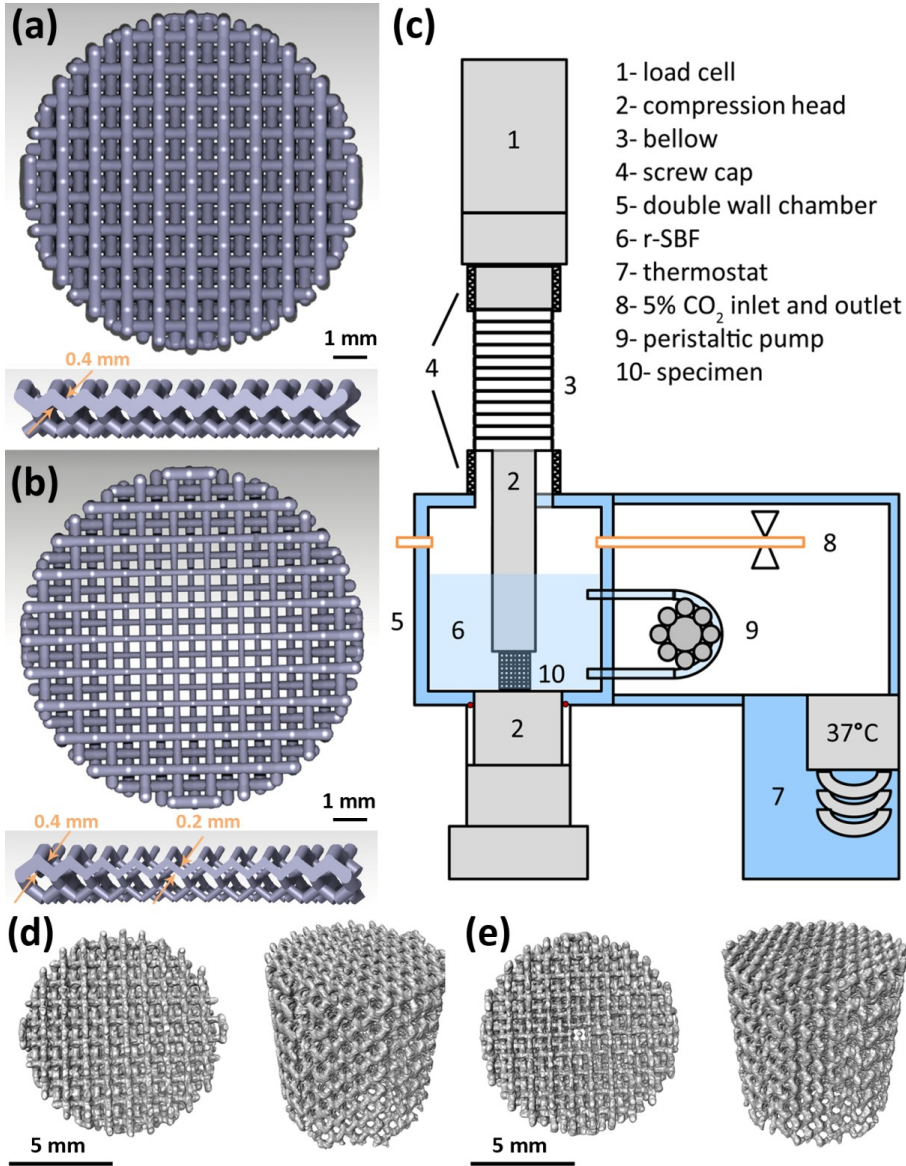 (a)
1 mm
0.4 mm
(b)
1 mm
0.4 mm
0.2 mm
(c)
1- load cell
2- compression head
3- bellow
4- screw cap
5- double wall chamber
6- r-SBF
7- thermostat
8- 5% CO₂ inlet and outlet
9- peristaltic pump
10- specimen
1
4
3
2
8
5
6
9
10
2
37°C
7
(d)
5 mm
(e)
5 mm